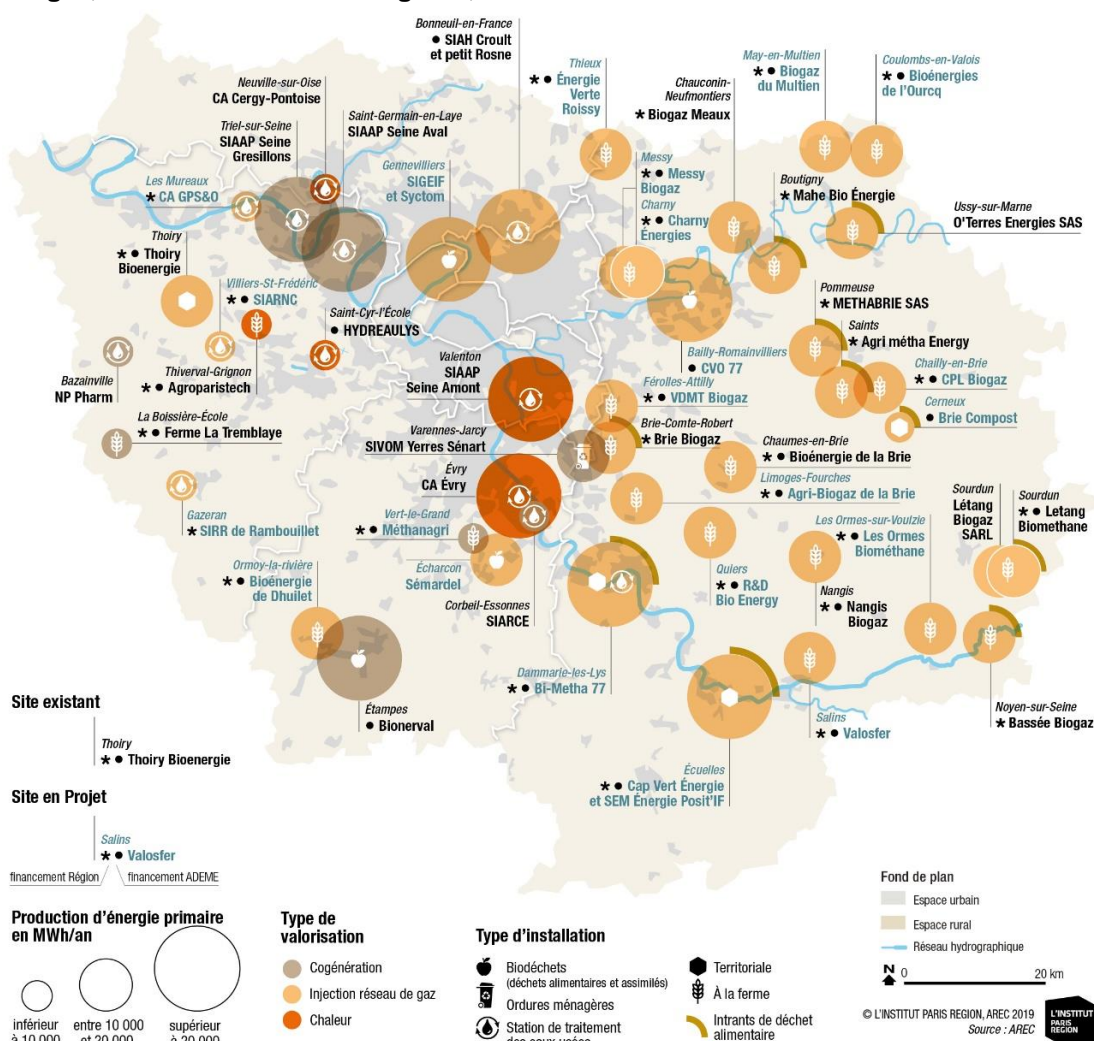 Bonneuil-en-France
● SIAH Croult
et petit Rosne
Neuville-sur-Oise
CA Cergy-Pontoise
Thieux
* ● Énergie
Verte
Roissy
Chauconin-
Neufmontiers
* Biogaz Meaux
May-en-Multien
* ● Biogaz
du Multien
Coulombs-en-Valois
* ● Bioénergies
de l'Ourcq
Triel-sur-Seine
SIAAP Seine
Gresillons
Saint-Germain-en-Laye
SIAAP Seine Aval
Gennevilliers
SIGEIF
et Syctom
Messy
* ● Messy
Biogaz
Charny
* ● Charny
Énergies
Boutigny
* Mahe Bio Énergie
Ussy-sur-Marne
O'Terres Energies SAS
Les Mureaux
* CA GPS&O
Thoiry
* ● Thoiry
Bioenergie
Villiers-St-Frédéric
* ● SIARNC
Saint-Cyr-l'École
● HYDREAULYS
Pommeuse
* METHABRIE SAS
Saints
* Agri métha Energy
Bazainville
NP Pharm
Thiverval-Grignon
* ● Agroparistech
Valenton
SIAAP
Seine Amont
Bailly-Romainvilliers
● CVO 77
Chailly-en-Brie
* ● CPL Biogaz
Férolles-Attilly
* ● VDMT Biogaz
Cerneux
● Brie Compost
La Boissière-École
* ● Ferme La Tremblaye
Varennes-Jarcy
SIVOM Yerres Sénart
Brie-Comte-Robert
* Brie Biogaz
Chaumes-en-Brie
* ● Bioénergie de la Brie
Évry
CA Évry
Limoges-Fourches
* ● Agri-Biogaz de la Brie
Sourdun
Létang
Biogaz
SARL
Sourdun
* ● Letang
Biomethane
Gazeran
* SIRR de Rambouillet
Vert-le-Grand
* ● Méthanagri
Les Ormes-sur-Voulzie
* ● Les Ormes
Biométhane
Ormoy-la-rivière
* ● Bioénergie
de Dhuilet
Écharcon
Sémardel
Corbeil-Essonnes
SIARCE
Quiers
* ● R&D
Bio Energy
Nangis
* ● Nangis
Biogaz
Dammarie-les-Lys
* ● Bi-Metha 77
Étampes
● Bionerval
Salins
* ● Valosfer
Noyen-sur-Seine
* Bassée Biogaz
Écuelles
* ● Cap Vert Énergie
et SEM Énergie Posit'IF
Site existant
Thoiry
* ● Thoiry Bioenergie
Site en Projet
Salins
* ● Valosfer
financement Région / financement ADEME
Production d'énergie primaire
en MWh/an
inférieur
à 10 000
entre 10 000
et 20 000
supérieur
à 20 000
Type de
valorisation
Cogénération
Injection réseau de gaz
Chaleur
Type d'installation
Biodéchets
(déchets alimentaires et assimilés)
Ordures ménagères
Station de traitement
des eaux usées
Territoriale
À la ferme
Intrants de déchet
alimentaire
Fond de plan
Espace urbain
Espace rural
Réseau hydrographique
N 0 20 km
© L'INSTITUT PARIS REGION, AREC 2019
Source : AREC
L'INSTITUT
PARIS
REGION